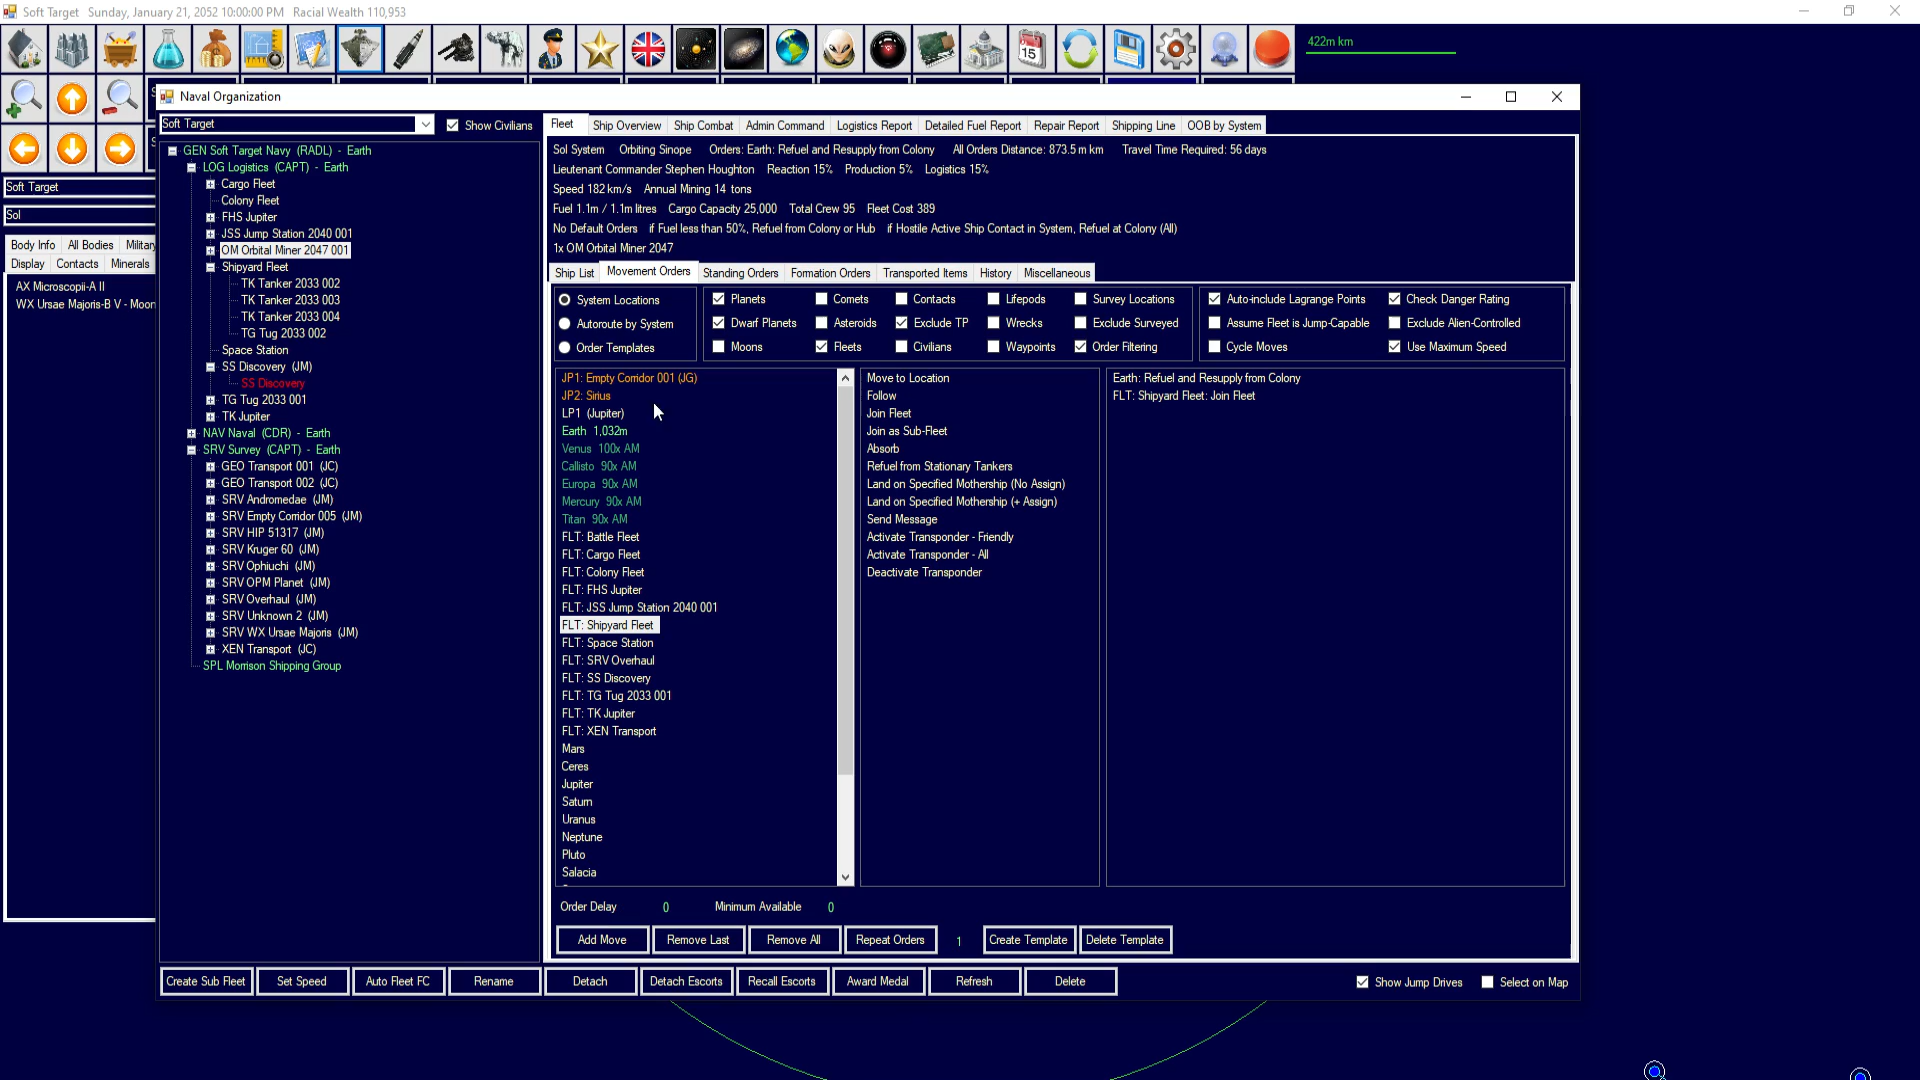 Soft Target   Sunday, January 21, 2052 10:00:00 PM   Racial Wealth 110,953
422m km
15
Naval Organization
Soft Target
Show Civilians
Fleet
Ship Overview
Ship Combat
Admin Command
Logistics Report
Detailed Fuel Report
Repair Report
Shipping Line
OOB by System
Soft Target
Sol
Body Info
All Bodies
Military
Display
Contacts
Minerals
AX Microscopii-A II
WX Ursae Majoris-B V - Moon
GEN Soft Target Navy (RADL) - Earth
LOG Logistics (CAPT) - Earth
Cargo Fleet
Colony Fleet
FHS Jupiter
JSS Jump Station 2040 001
OM Orbital Miner 2047 001
Shipyard Fleet
TK Tanker 2033 002
TK Tanker 2033 003
TK Tanker 2033 004
TG Tug 2033 002
Space Station
SS Discovery (JM)
SS Discovery
TG Tug 2033 001
TK Jupiter
NAV Naval (CDR) - Earth
SRV Survey (CAPT) - Earth
GEO Transport 001 (JC)
GEO Transport 002 (JC)
SRV Andromedae (JM)
SRV Empty Corridor 005 (JM)
SRV HIP 51317 (JM)
SRV Kruger 60 (JM)
SRV Ophiuchi (JM)
SRV OPM Planet (JM)
SRV Overhaul (JM)
SRV Unknown 2 (JM)
SRV WX Ursae Majoris (JM)
XEN Transport (JC)
SPL Morrison Shipping Group
Sol System   Orbiting Sinope   Orders: Earth: Refuel and Resupply from Colony   All Orders Distance: 873.5 m km   Travel Time Required: 56 days
Lieutenant Commander Stephen Houghton   Reaction 15%   Production 5%   Logistics 15%
Speed 182 km/s   Annual Mining 14 tons
Fuel 1.1m / 1.1m litres   Cargo Capacity 25,000   Total Crew 95   Fleet Cost 389
No Default Orders   if Fuel less than 50%, Refuel from Colony or Hub   if Hostile Active Ship Contact in System, Refuel at Colony (All)
1x OM Orbital Miner 2047
Ship List
Movement Orders
Standing Orders
Formation Orders
Transported Items
History
Miscellaneous
System Locations
Autoroute by System
Order Templates
Planets
Comets
Contacts
Lifepods
Survey Locations
Dwarf Planets
Asteroids
Exclude TP
Wrecks
Exclude Surveyed
Moons
Fleets
Civilians
Waypoints
Order Filtering
Auto-include Lagrange Points
Check Danger Rating
Assume Fleet is Jump-Capable
Exclude Alien-Controlled
Cycle Moves
Use Maximum Speed
JP1: Empty Corridor 001 (JG)
JP2: Sirius
LP1 (Jupiter)
Earth 1,032m
Venus 100x AM
Callisto 90x AM
Europa 90x AM
Mercury 90x AM
Titan 90x AM
FLT: Battle Fleet
FLT: Cargo Fleet
FLT: Colony Fleet
FLT: FHS Jupiter
FLT: JSS Jump Station 2040 001
FLT: Shipyard Fleet
FLT: Space Station
FLT: SRV Overhaul
FLT: SS Discovery
FLT: TG Tug 2033 001
FLT: TK Jupiter
FLT: XEN Transport
Mars
Ceres
Jupiter
Saturn
Uranus
Neptune
Pluto
Salacia
Move to Location
Follow
Join Fleet
Join as Sub-Fleet
Absorb
Refuel from Stationary Tankers
Land on Specified Mothership (No Assign)
Land on Specified Mothership (+ Assign)
Send Message
Activate Transponder - Friendly
Activate Transponder - All
Deactivate Transponder
Earth: Refuel and Resupply from Colony
FLT: Shipyard Fleet: Join Fleet
Order Delay   0   Minimum Available   0
Add Move
Remove Last
Remove All
Repeat Orders
1
Create Template
Delete Template
Create Sub Fleet
Set Speed
Auto Fleet FC
Rename
Detach
Detach Escorts
Recall Escorts
Award Medal
Refresh
Delete
Show Jump Drives
Select on Map